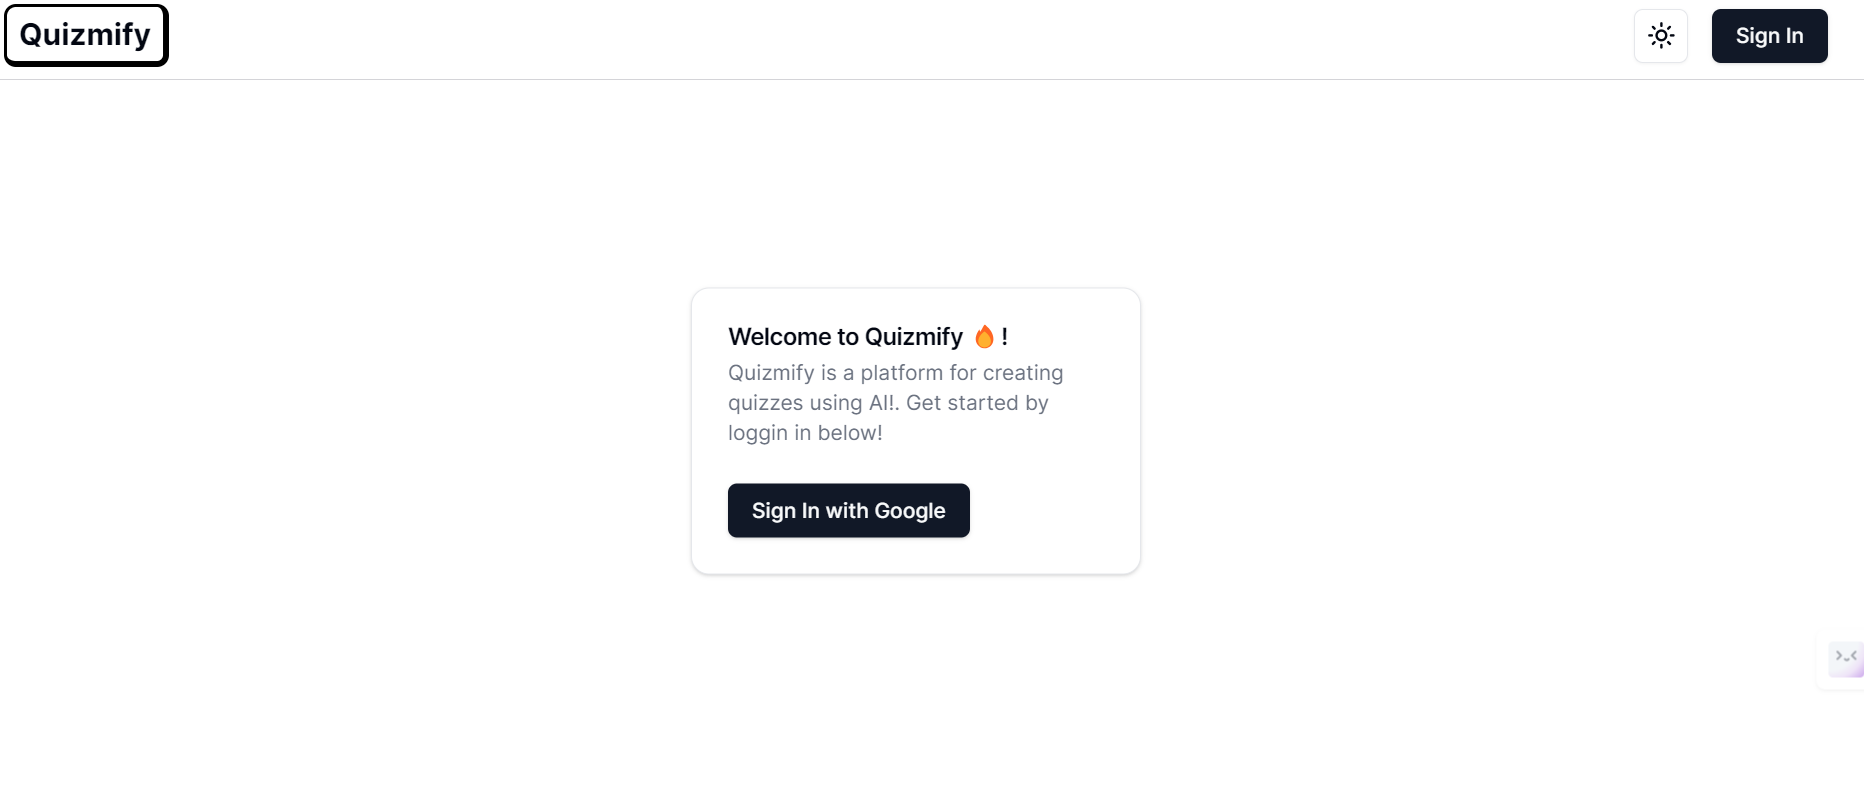 Quizmify
Sign In
Welcome to Quizmify 🔥 !
Quizmify is a platform for creating
quizzes using AI!. Get started by
loggin in below!
Sign In with Google